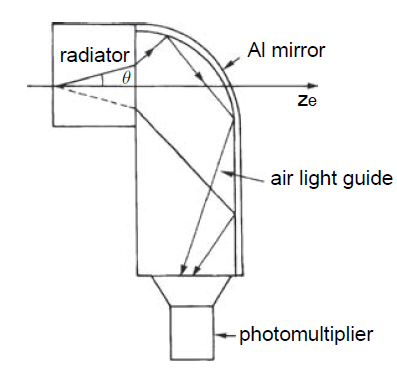 radiator
Al mirror
θ
ze
air light guide
photomultiplier